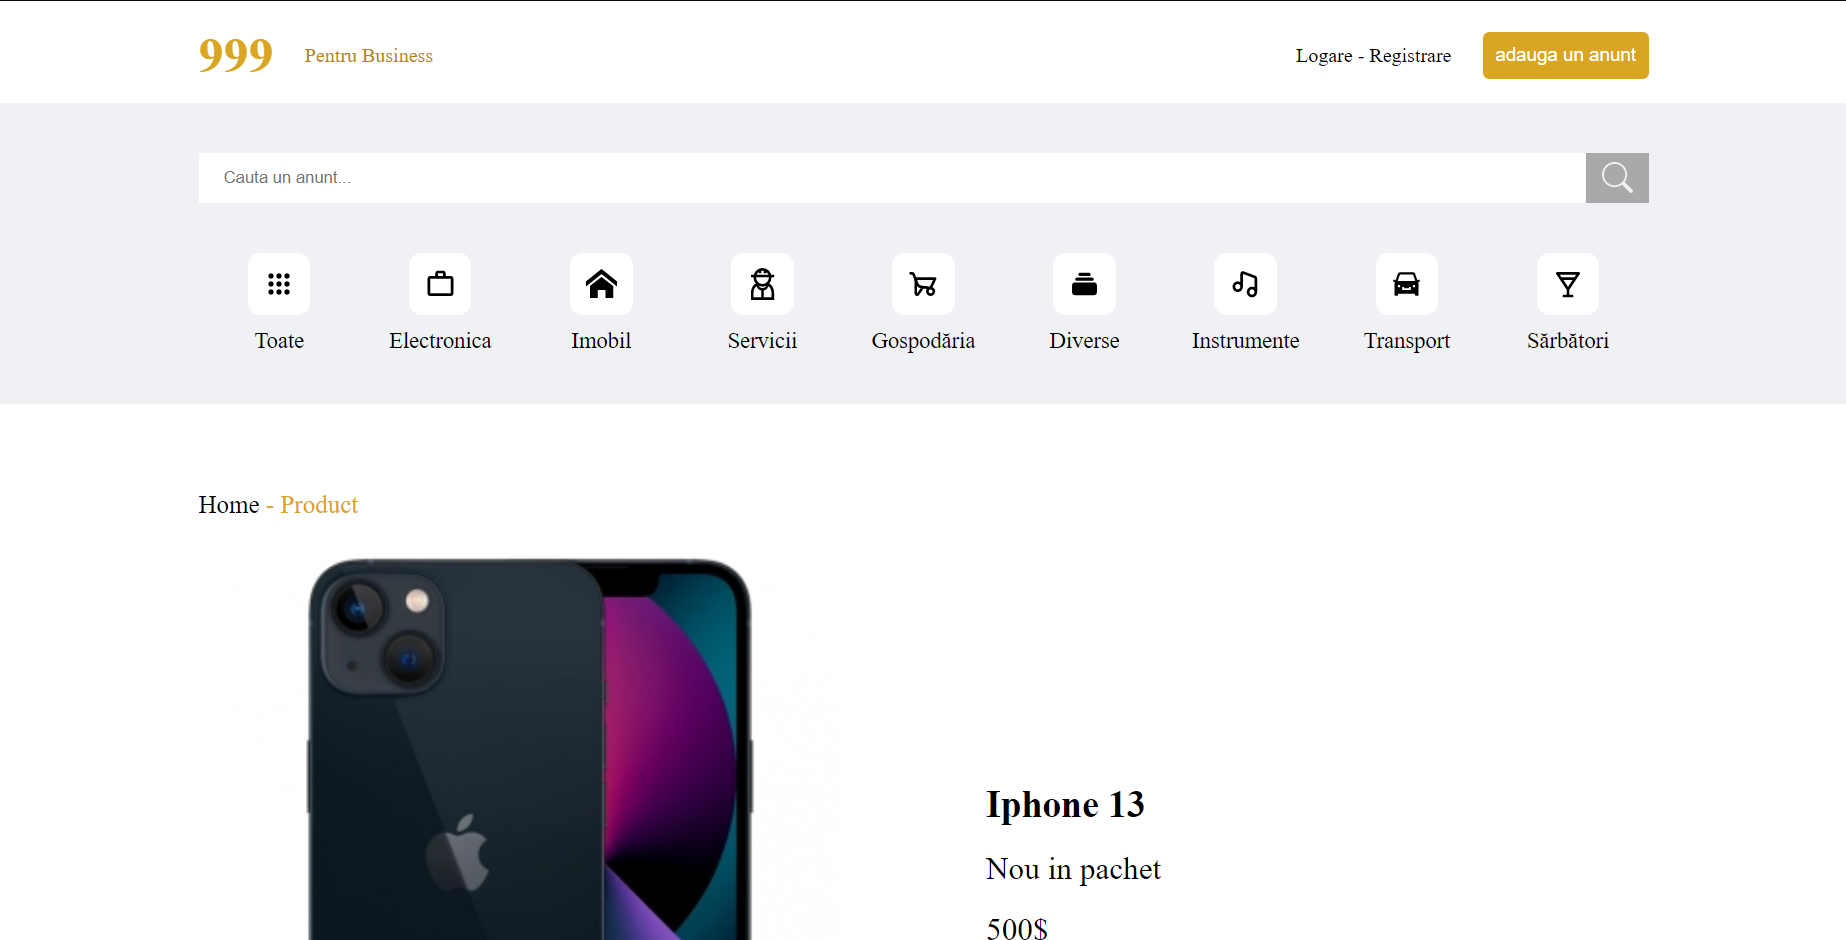 999 Pentru Business Logare - Registrare adauga un anunt
Cauta un anunt...
Toate Electronica Imobil Servicii Gospodăria Diverse Instrumente Transport Sărbători
Home - Product
Iphone 13
Nou in pachet
500$